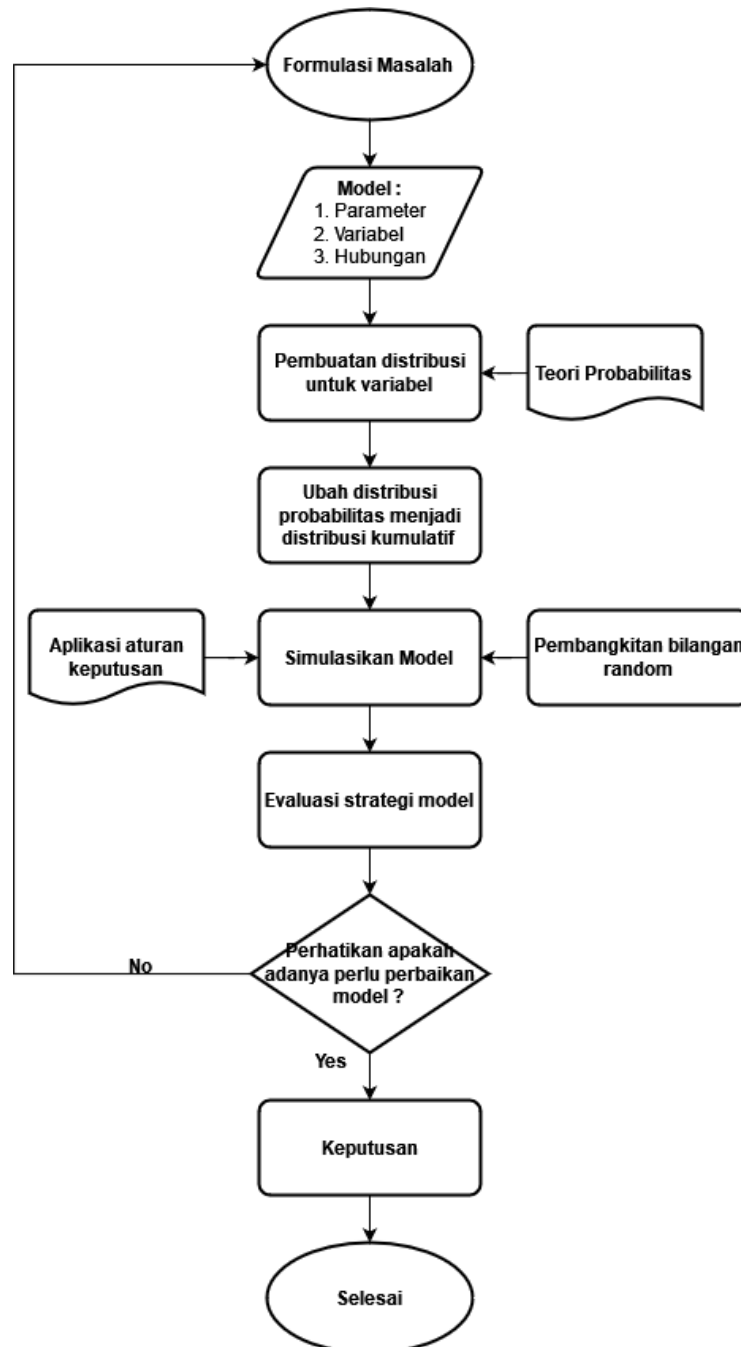 Formulasi Masalah
Model :
1. Parameter
2. Variabel
3. Hubungan
Pembuatan distribusi
untuk variabel
Teori Probabilitas
Ubah distribusi
probabilitas menjadi
distribusi kumulatif
Aplikasi aturan
keputusan
Simulasikan Model
Pembangkitan bilangan
random
Evaluasi strategi model
Perhatikan apakah
adanya perlu perbaikan
model ?
No
Yes
Keputusan
Selesai